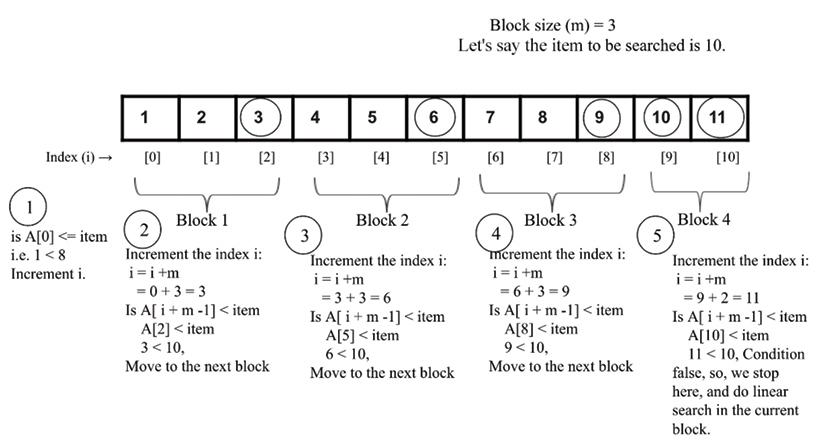 Block size (m) = 3
Let's say the item to be searched is 10.
1 2 3 4 5 6 7 8 9 10 11
Index (i) → [0] [1] [2] [3] [4] [5] [6] [7] [8] [9] [10]
Block 1
Block 2
Block 3
Block 4
1
is A[0] <= item
i.e. 1 < 8
Increment i.
2
Increment the index i:
i = i +m
= 0 + 3 = 3
Is A[ i + m -1] < item
A[2] < item
3 < 10,
Move to the next block
3
Increment the index i:
i = i +m
= 3 + 3 = 6
Is A[ i + m -1] < item
A[5] < item
6 < 10,
Move to the next block
4
Increment the index i:
i = i +m
= 6 + 3 = 9
Is A[ i + m -1] < item
A[8] < item
9 < 10,
Move to the next block
5
Increment the index i:
i = i +m
= 9 + 2 = 11
Is A[ i + m -1] < item
A[10] < item
11 < 10, Condition
false, so, we stop
here, and do linear
search in the current
block.